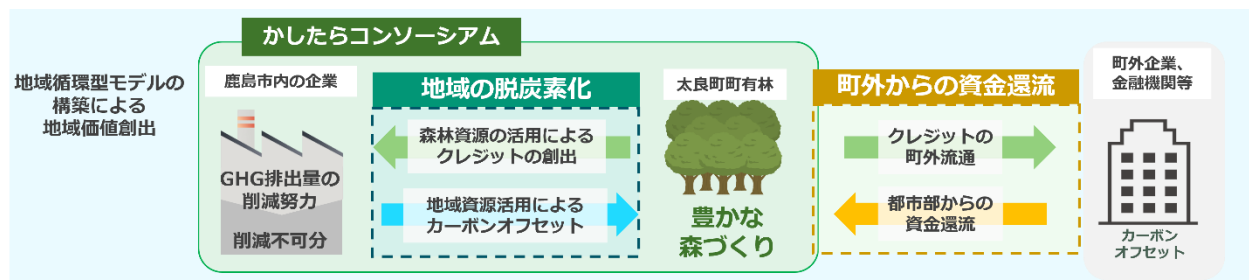 かしたらコンソーシアム
地域循環型モデルの
構築による
地域価値創出
鹿島市内の企業
GHG排出量の
削減努力
削減不可分
地域の脱炭素化
森林資源の活用による
クレジットの創出
地域資源活用による
カーボンオフセット
太良町町有林
豊かな
森づくり
町外からの資金還流
クレジットの
町外流通
都市部からの
資金還流
町外企業、
金融機関等
カーボン
オフセット